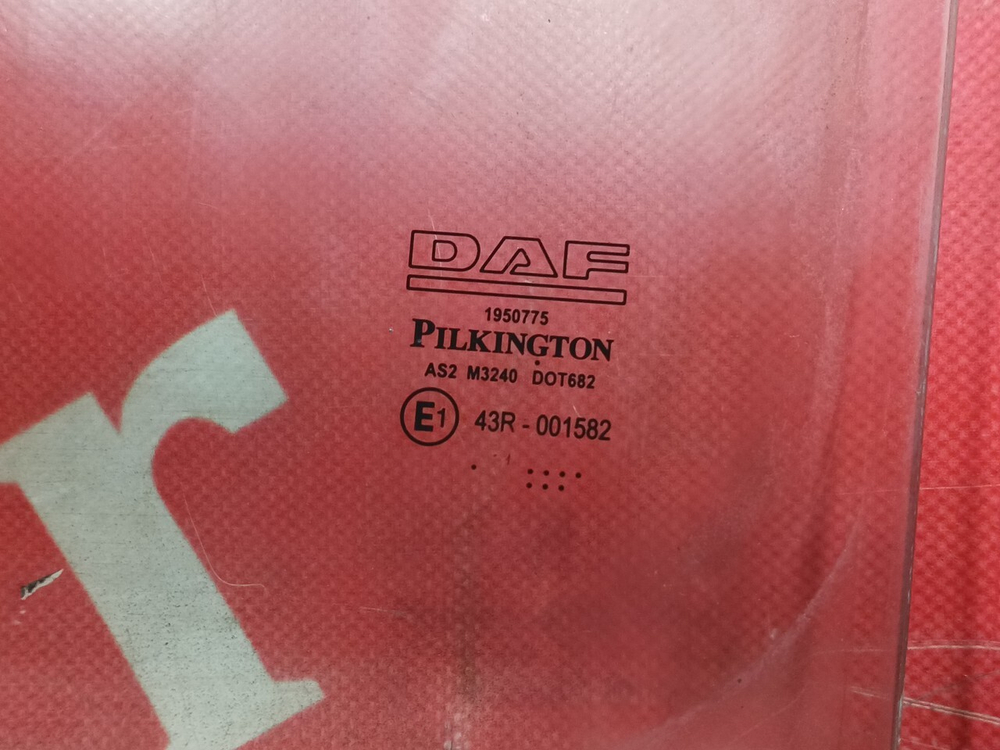 DAF
1950775
PILKINGTON
AS2 M3240 DOT682
E1 43R - 001582
r